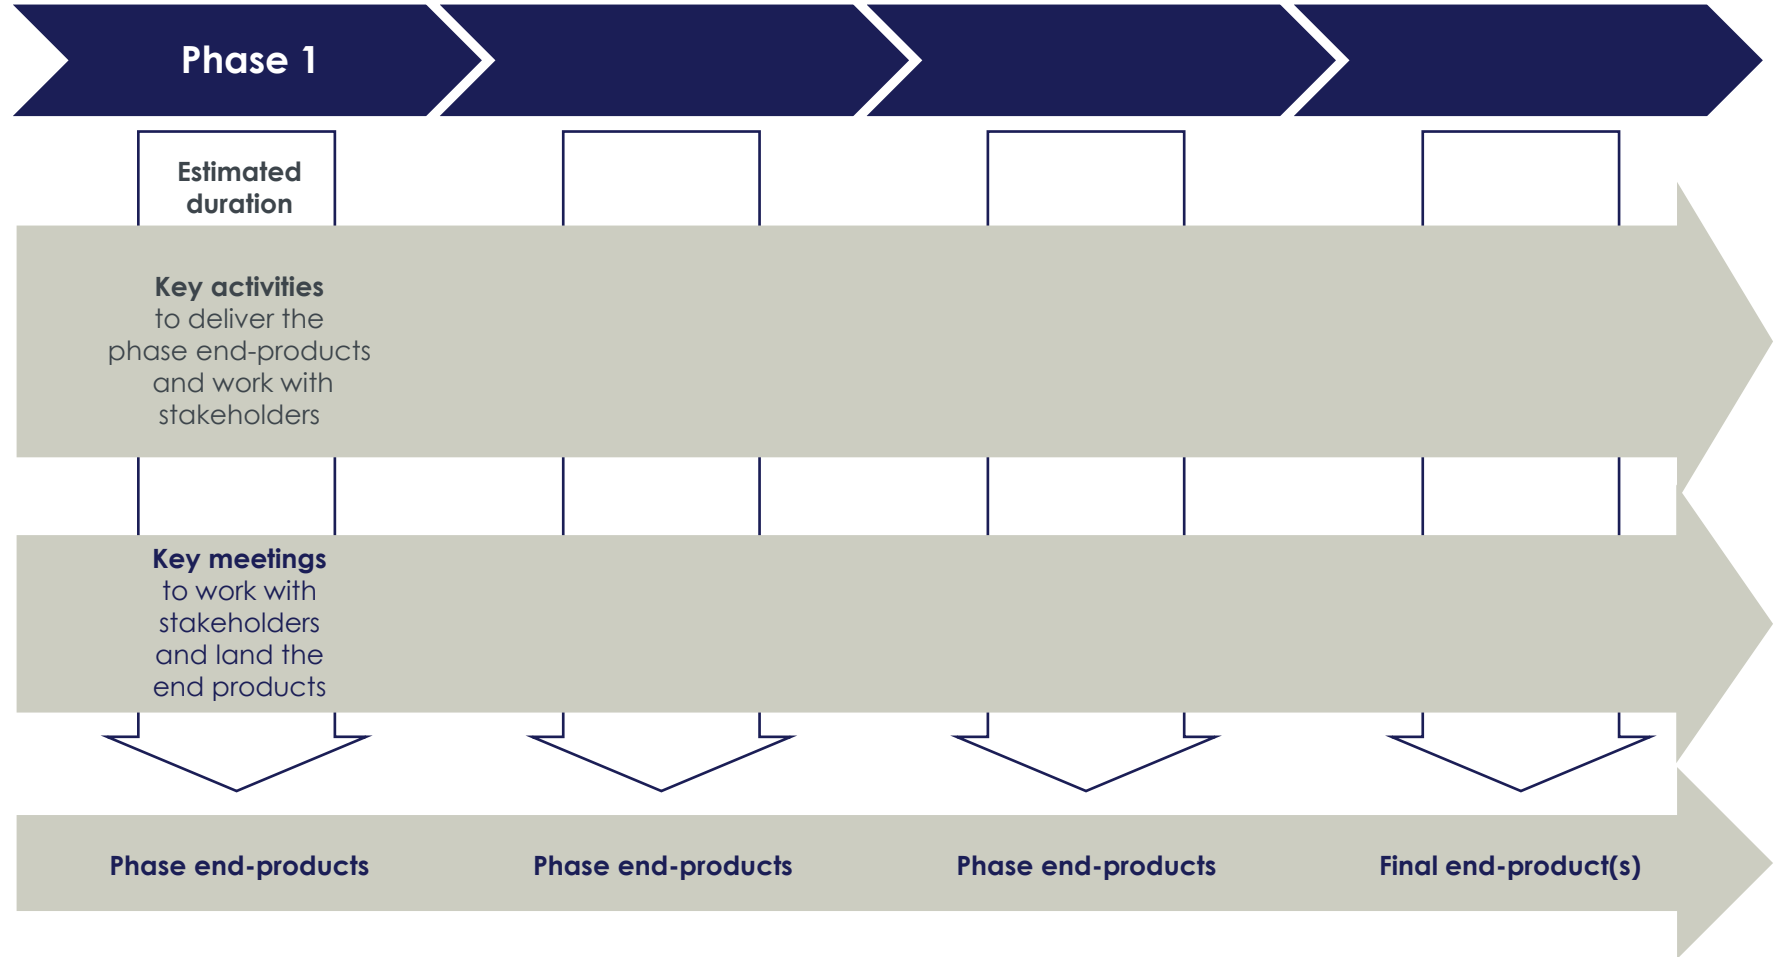 Phase 1
Estimated
duration
Key activities
to deliver the
phase end-products
and work with
stakeholders
Key meetings
to work with
stakeholders
and land the
end products
Phase end-products
Phase end-products
Phase end-products
Final end-product(s)